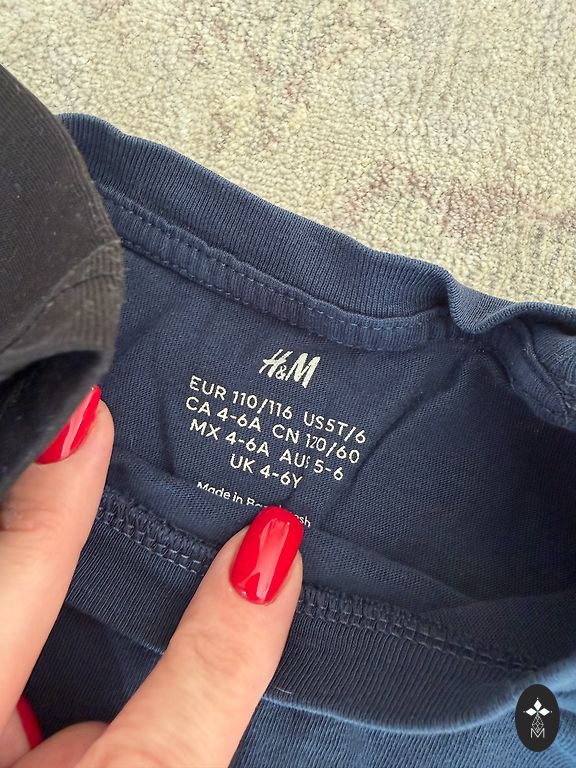 H&M
EUR 110/116 US5T/6
CA 4-6A CN 120/60
MX 4-6A AUS 5-6
UK 4-6Y
Made in
M